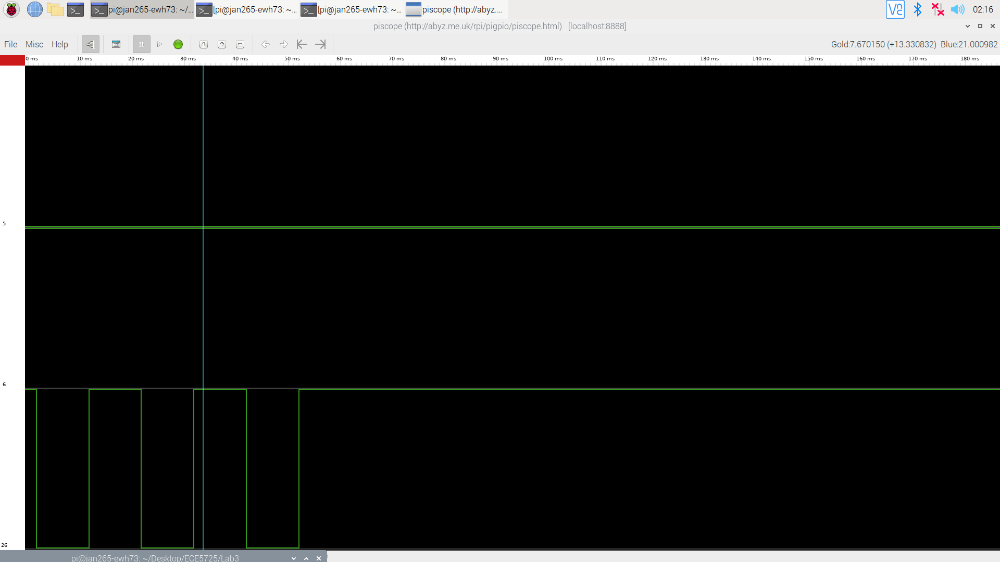 pi@jan265-ewh73: ~/... [pi@jan265-ewh73: ~... [pi@jan265-ewh73: ~... piscope (http://abyz.... 02:16
piscope (http://abyz.me.uk/rpi/pigpio/piscope.html) [localhost:8888]
File Misc Help Gold:7.670150 (+13.330832) Blue:21.000982
0 ms 10 ms 20 ms 30 ms 40 ms 50 ms 60 ms 70 ms 80 ms 90 ms 100 ms 110 ms 120 ms 130 ms 140 ms 150 ms 160 ms 170 ms 180 ms
5
6
26
pi@jan265-ewh73: ~/Desktop/ECE5725/Lab3